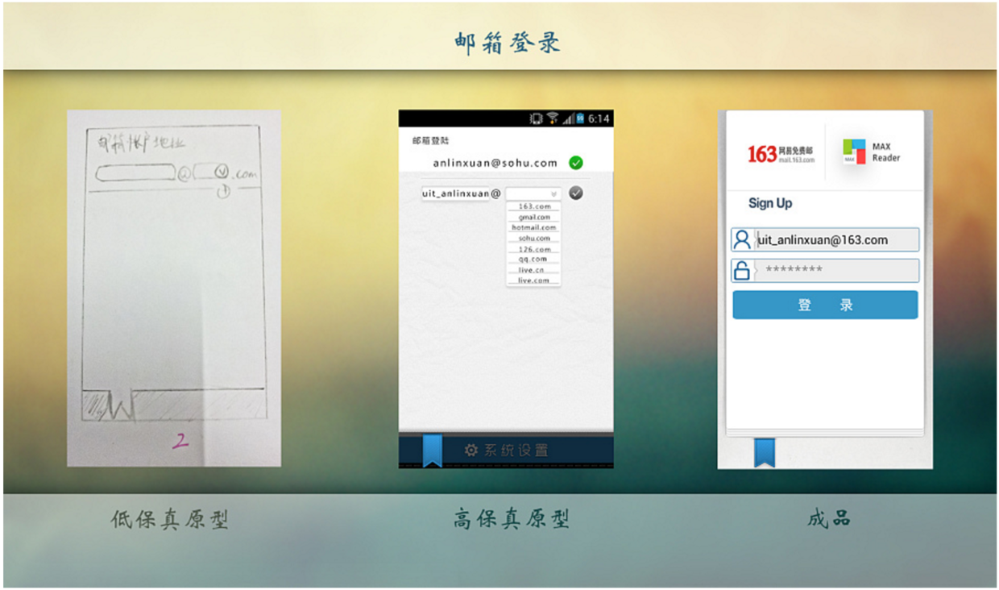 邮箱登录
邮箱帐户地址
@ .com
2
6:14
邮箱登陆
anlinxuan@sohu.com
uit_anlinxuan@
163.com
gmail.com
hotmail.com
sohu.com
126.com
qq.com
live.cn
live.com
系统设置
163 网易免费邮
mail.163.com
MAX
MAX
Reader
Sign Up
uit_anlinxuan@163.com
********
登 录
低保真原型
高保真原型
成品